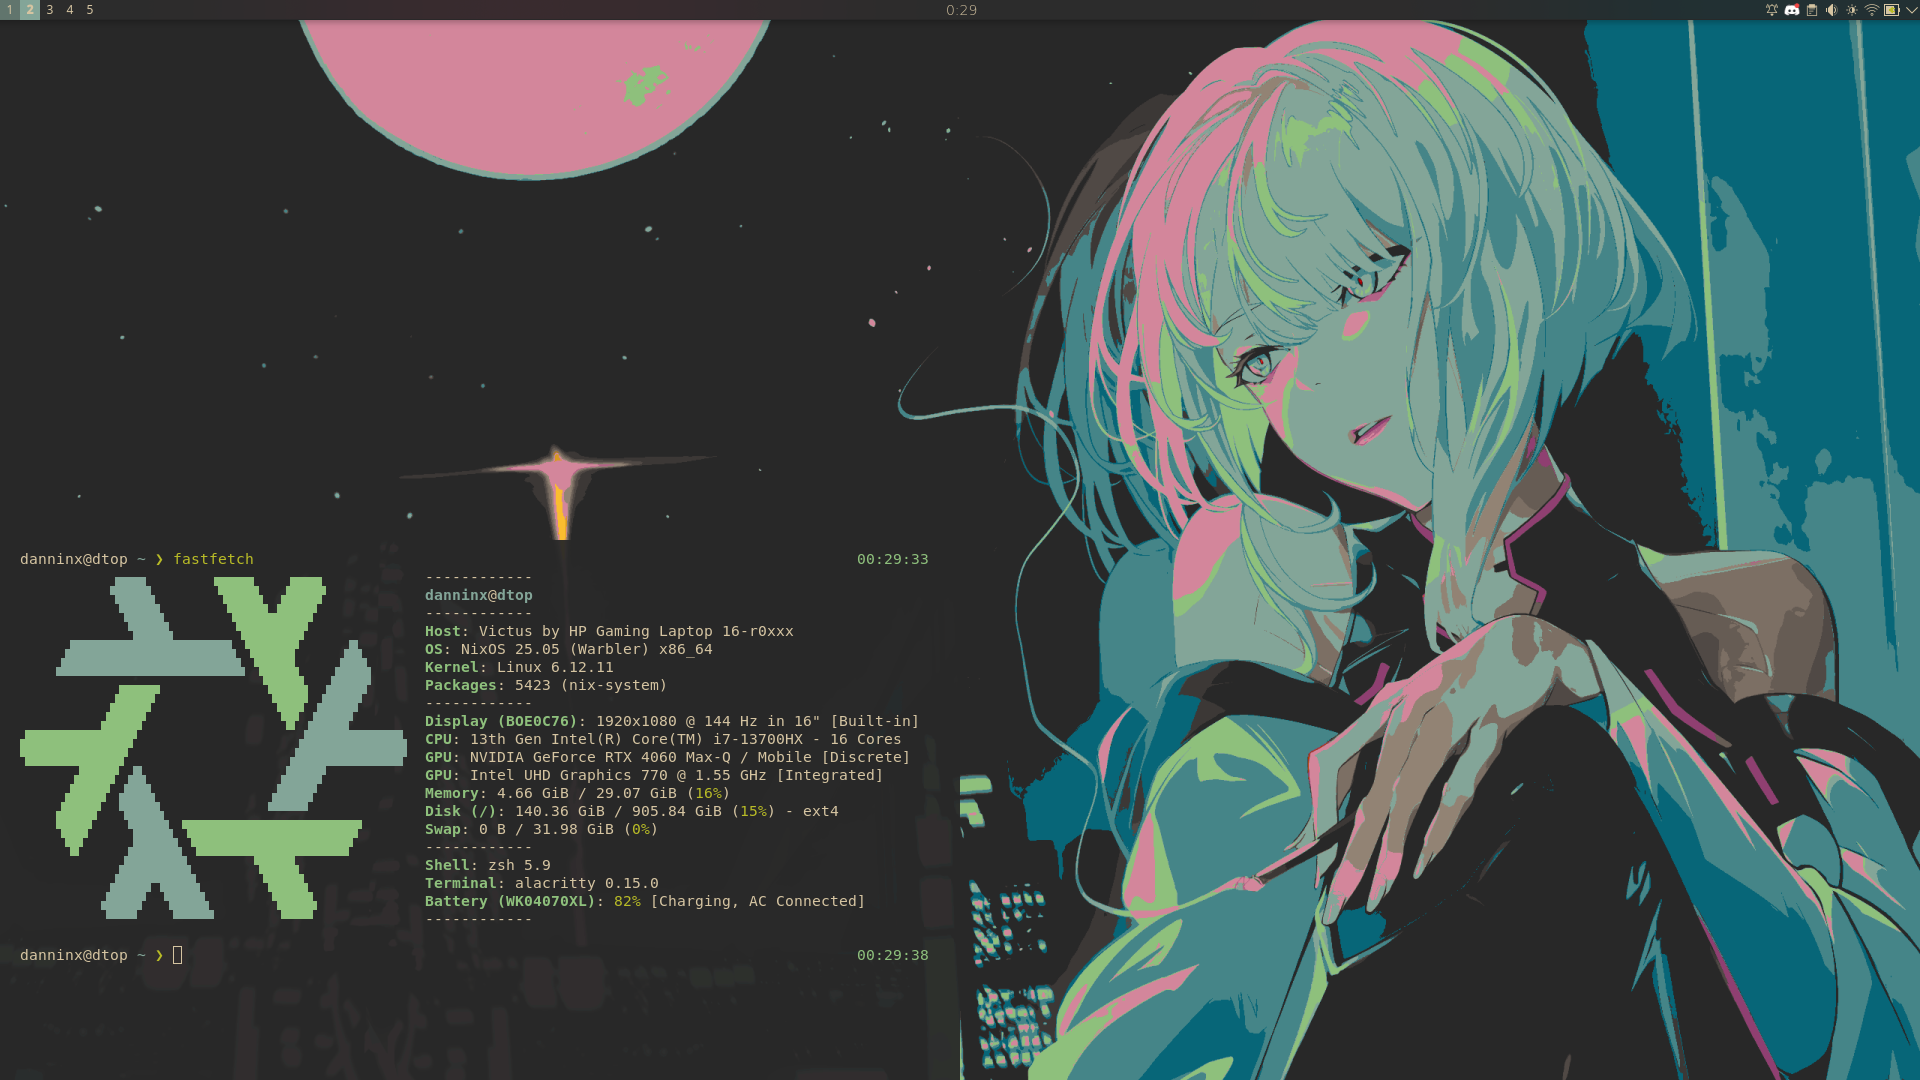 1 2 3 4 5 0:29
danninx@dtop ~ ❯ fastfetch 00:29:33
------------
danninx@dtop
------------
Host: Victus by HP Gaming Laptop 16-r0xxx
OS: NixOS 25.05 (Warbler) x86_64
Kernel: Linux 6.12.11
Packages: 5423 (nix-system)
------------
Display (BOE0C76): 1920x1080 @ 144 Hz in 16" [Built-in]
CPU: 13th Gen Intel(R) Core(TM) i7-13700HX - 16 Cores
GPU: NVIDIA GeForce RTX 4060 Max-Q / Mobile [Discrete]
GPU: Intel UHD Graphics 770 @ 1.55 GHz [Integrated]
Memory: 4.66 GiB / 29.07 GiB (16%)
Disk (/): 140.36 GiB / 905.84 GiB (15%) - ext4
Swap: 0 B / 31.98 GiB (0%)
------------
Shell: zsh 5.9
Terminal: alacritty 0.15.0
Battery (WK04070XL): 82% [Charging, AC Connected]
------------
danninx@dtop ~ ❯ 00:29:38